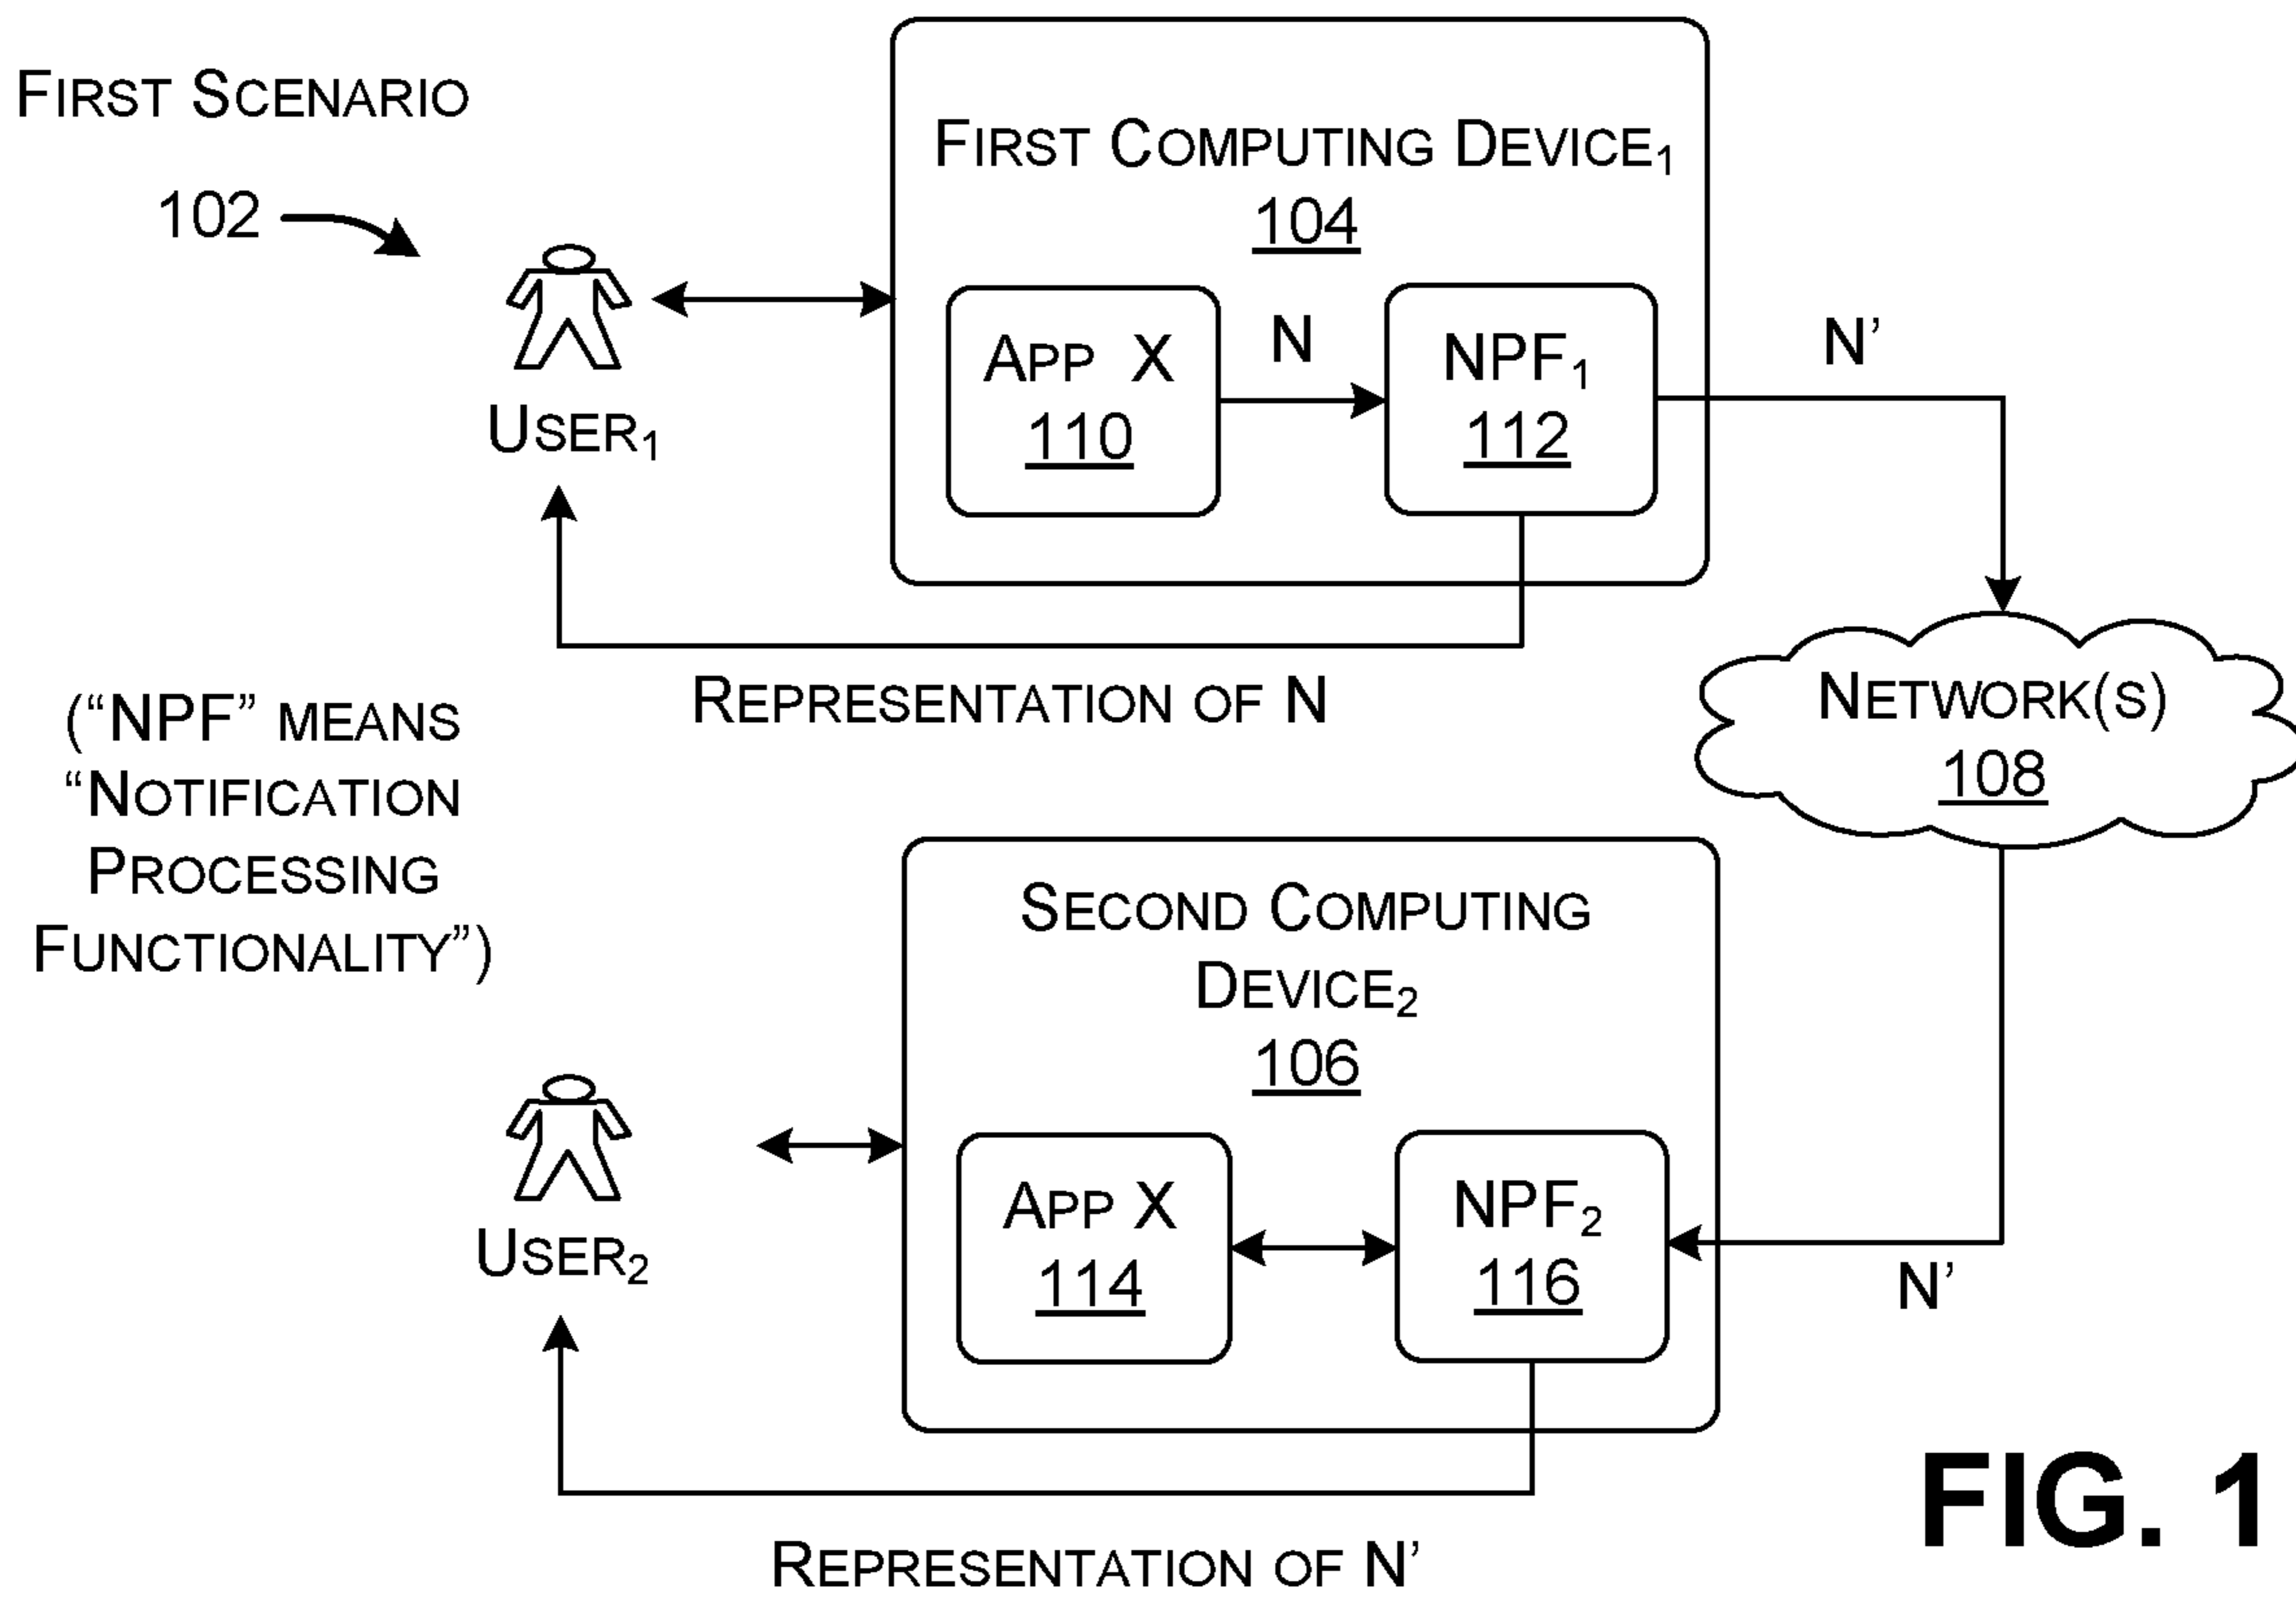 FIRST SCENARIO
102
FIRST COMPUTING DEVICE₁
104
APP X
110
N
NPF₁
112
N’
USER₁
REPRESENTATION OF N
NETWORK(S)
108
(“NPF” MEANS
“NOTIFICATION
PROCESSING
FUNCTIONALITY”)
SECOND COMPUTING
DEVICE₂
106
APP X
114
NPF₂
116
N’
USER₂
REPRESENTATION OF N’
FIG. 1